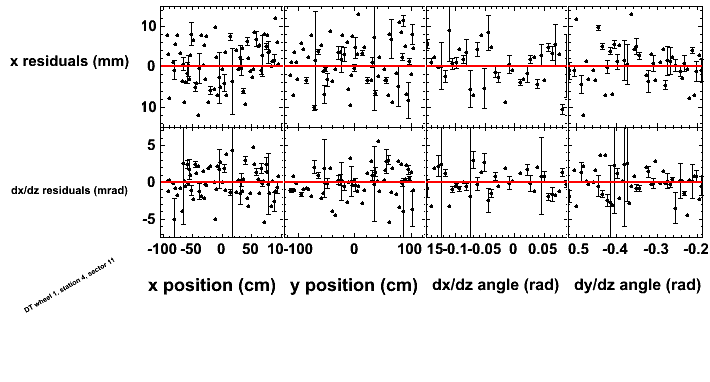 10
x residuals (mm)
0
10
5
dx/dz residuals (mrad)
0
-5
-100 -50 0 50 10-100 0 100 15-0.1-0.05 0 0.05 0.5 -0.4 -0.3 -0.2
x position (cm) y position (cm) dx/dz angle (rad) dy/dz angle (rad)
DT wheel 1, station 4, sector 11